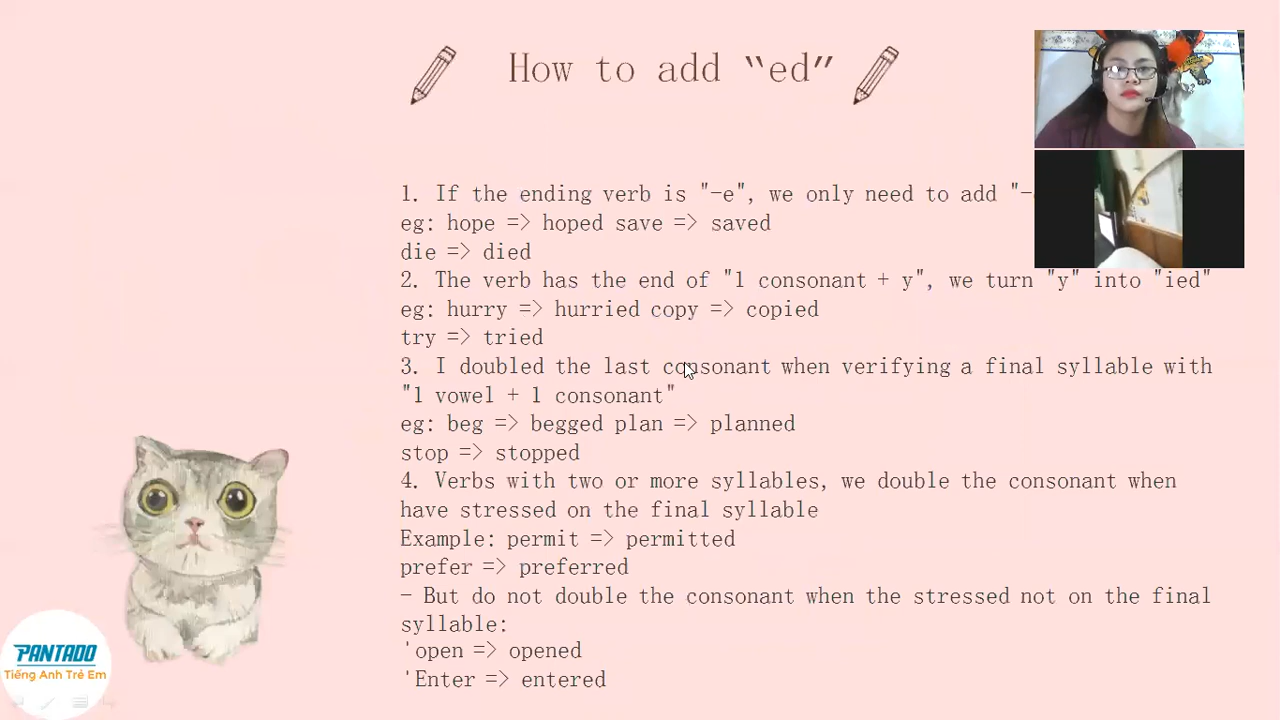 How to add "ed"
1. If the ending verb is "-e", we only need to add "-
eg: hope => hoped save => saved
die => died
2. The verb has the end of "1 consonant + y", we turn "y" into "ied"
eg: hurry => hurried copy => copied
try => tried
3. I doubled the last consonant when verifying a final syllable with
"1 vowel + 1 consonant"
eg: beg => begged plan => planned
stop => stopped
4. Verbs with two or more syllables, we double the consonant when
have stressed on the final syllable
Example: permit => permitted
prefer => preferred
- But do not double the consonant when the stressed not on the final
syllable:
'open => opened
'Enter => entered
PANTADO
Tiếng Anh Trẻ Em